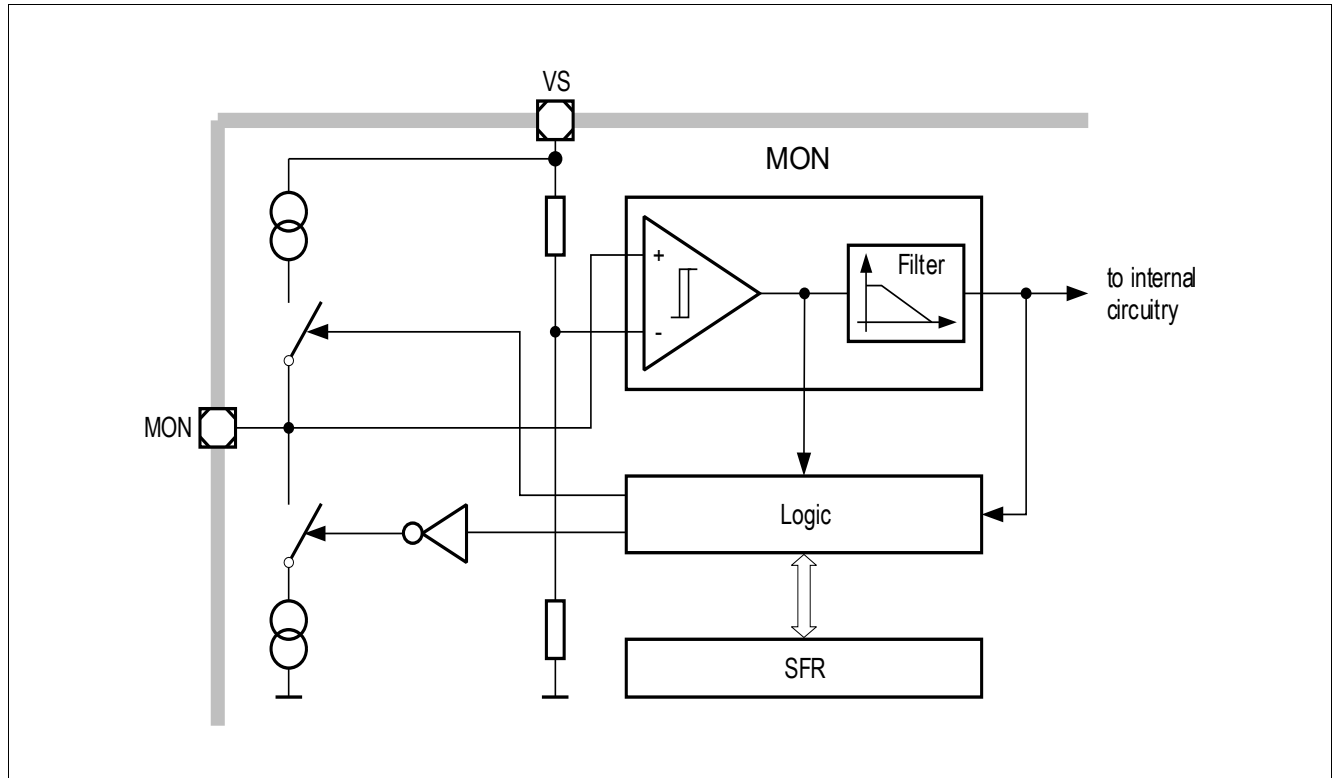 VS
MON
+
Filter
-
to internal
circuitry
MON
Logic
SFR